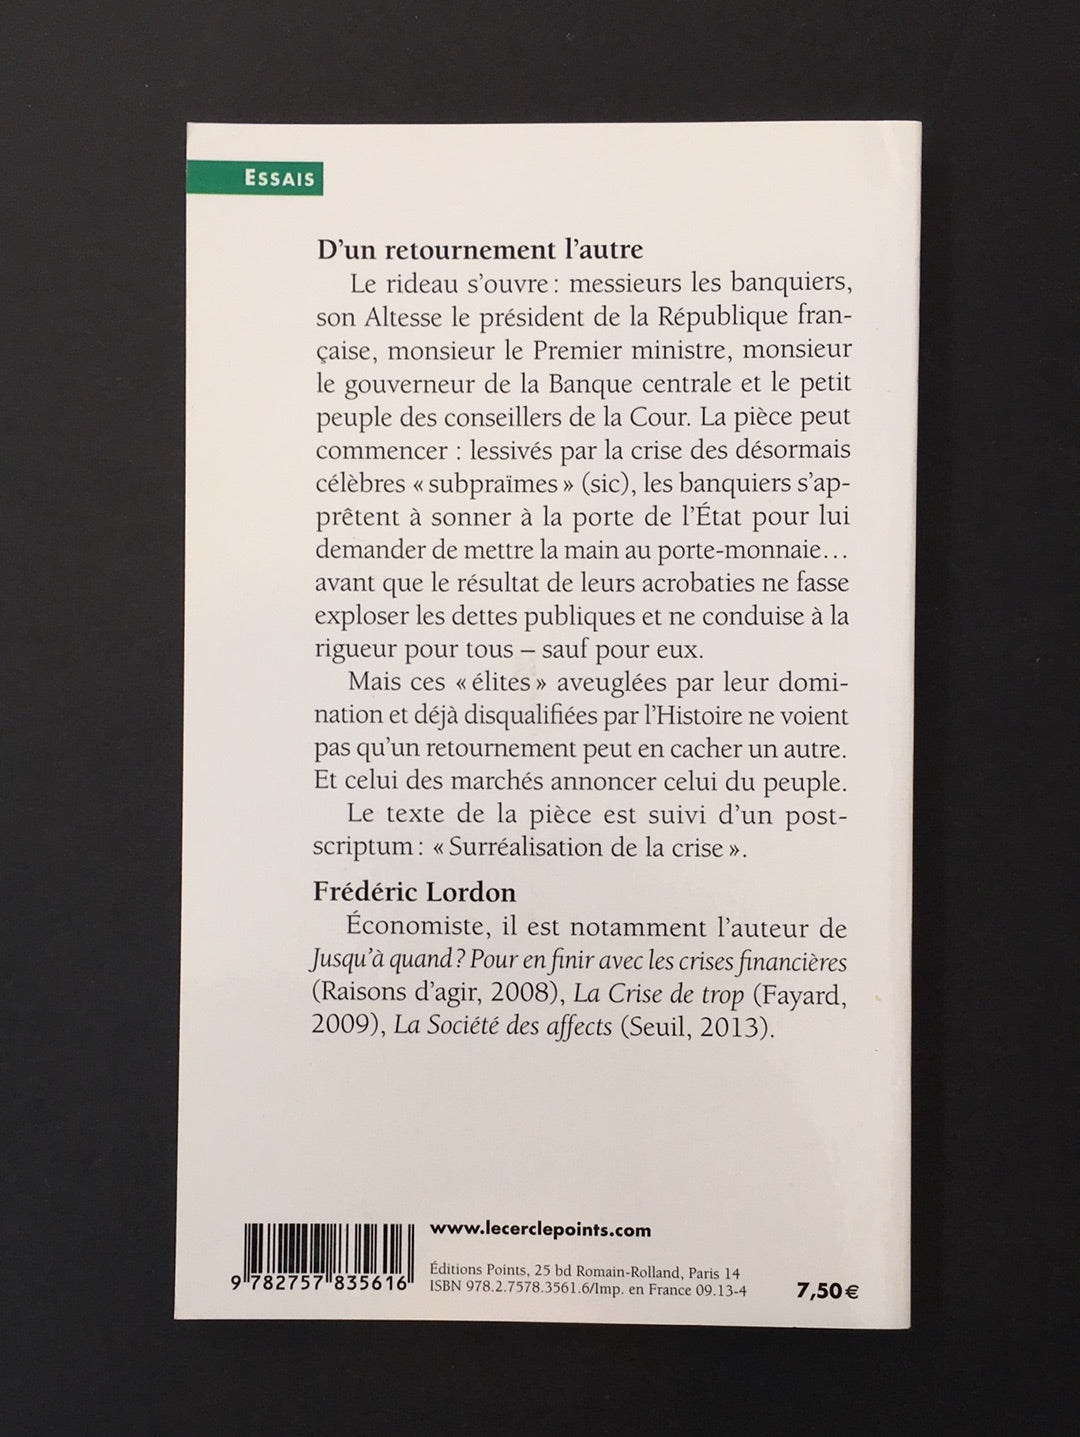 ESSAIS
D'un retournement l'autre
Le rideau s'ouvre : messieurs les banquiers,
son Altesse le président de la République fran-
çaise, monsieur le Premier ministre, monsieur
le gouverneur de la Banque centrale et le petit
peuple des conseillers de la Cour. La pièce peut
commencer : lessivés par la crise des désormais
célèbres « subpraïmes » (sic), les banquiers s'ap-
prêtent à sonner à la porte de l'État pour lui
demander de mettre la main au porte-monnaie…
avant que le résultat de leurs acrobaties ne fasse
exploser les dettes publiques et ne conduise à la
rigueur pour tous – sauf pour eux.
Mais ces « élites » aveuglées par leur domi-
nation et déjà disqualifiées par l'Histoire ne voient
pas qu'un retournement peut en cacher un autre.
Et celui des marchés annoncer celui du peuple.
Le texte de la pièce est suivi d'un post-
scriptum : « Surréalisation de la crise ».
Frédéric Lordon
Économiste, il est notamment l'auteur de
Jusqu'à quand ? Pour en finir avec les crises financières
(Raisons d'agir, 2008), La Crise de trop (Fayard,
2009), La Société des affects (Seuil, 2013).
www.lecerclepoints.com
Éditions Points, 25 bd Romain-Rolland, Paris 14
ISBN 978.2.7578.3561.6/Imp. en France 09.13-4
9 782757 835616
7,50 €